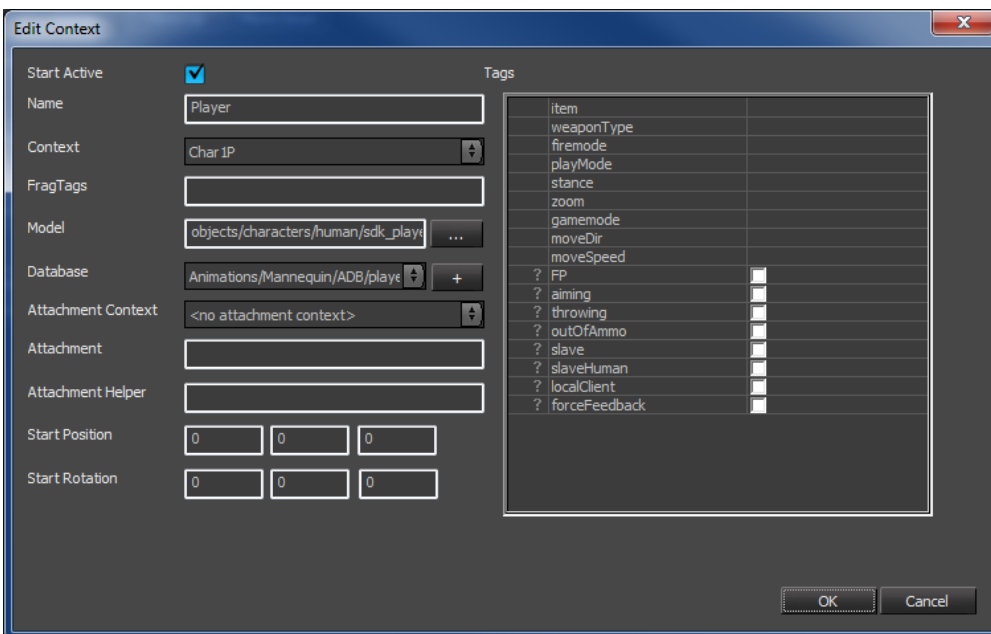 Edit Context
Start Active
Tags
Name
Player
Context
Char1P
FragTags
Model
objects/characters/human/sdk_playe
...
Database
Animations/Mannequin/ADB/playe
+
Attachment Context
<no attachment context>
Attachment
Attachment Helper
Start Position
0 0 0
Start Rotation
0 0 0
item
weaponType
firemode
playMode
stance
zoom
gamemode
moveDir
moveSpeed
? FP
? aiming
? throwing
? outOfAmmo
? slave
? slaveHuman
? localClient
? forceFeedback
OK Cancel